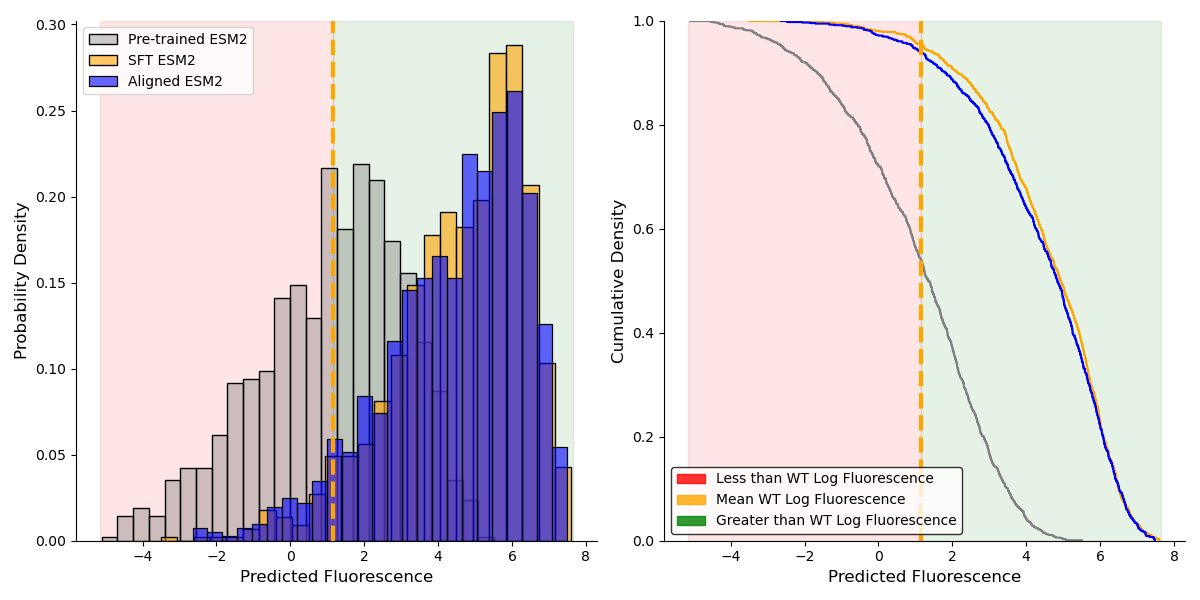 0.30
0.25
0.20
0.15
0.10
0.05
0.00
Probability Density
Pre-trained ESM2
SFT ESM2
Aligned ESM2
−4
−2
0
2
4
6
8
Predicted Fluorescence
1.0
0.8
0.6
0.4
0.2
0.0
Cumulative Density
Less than WT Log Fluorescence
Mean WT Log Fluorescence
Greater than WT Log Fluorescence
−4
−2
0
2
4
6
8
Predicted Fluorescence